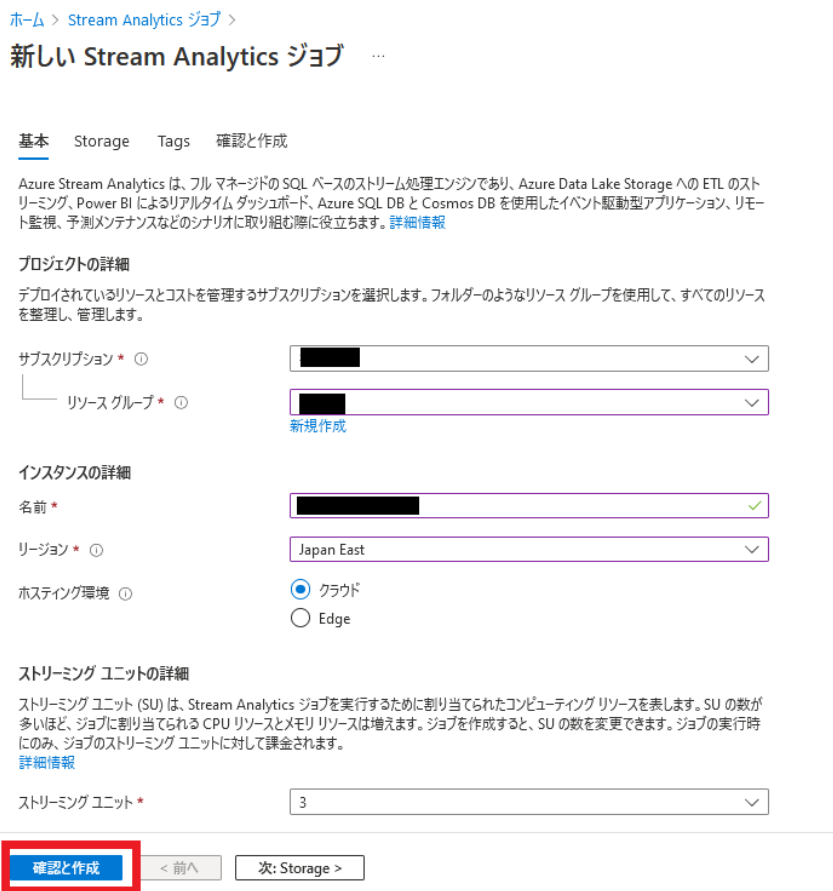 ホーム > Stream Analytics ジョブ >
新しい Stream Analytics ジョブ ...
基本 Storage Tags 確認と作成
Azure Stream Analytics は、フル マネージドの SQL ベースのストリーム処理エンジンであり、Azure Data Lake Storage への ETL のスト
リーミング、Power BI によるリアルタイム ダッシュボード、Azure SQL DB と Cosmos DB を使用したイベント駆動型アプリケーション、リモー
ト監視、予測メンテナンスなどのシナリオに取り組む際に役立ちます。詳細情報
プロジェクトの詳細
デプロイされているリソースとコストを管理するサブスクリプションを選択します。フォルダーのようなリソース グループを使用して、すべてのリソース
を整理し、管理します。
サブスクリプション *
リソース グループ *
新規作成
インスタンスの詳細
名前 *
リージョン * Japan East
ホスティング環境 クラウド
Edge
ストリーミング ユニットの詳細
ストリーミング ユニット (SU) は、Stream Analytics ジョブを実行するために割り当てられたコンピューティング リソースを表します。SU の数が
多いほど、ジョブに割り当てられる CPU リソースとメモリ リソースは増えます。ジョブを作成すると、SU の数を変更できます。ジョブの実行時
にのみ、ジョブのストリーミング ユニットに対して課金されます。
詳細情報
ストリーミング ユニット * 3
確認と作成 < 前へ 次: Storage >